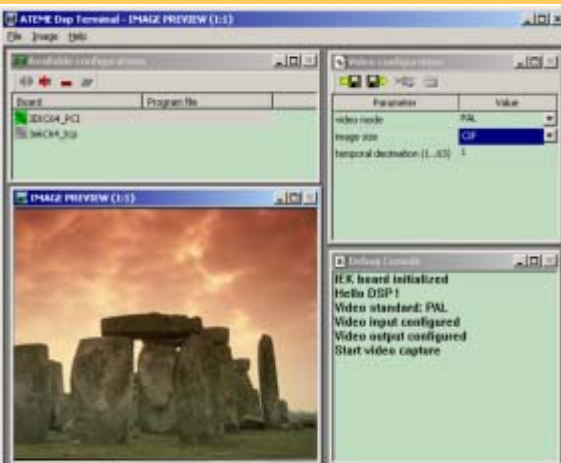 ATEME Dsp Terminal - IMAGE PREVIEW (1:1)
File Image Help
Available configurations
Board Program file
IEKC64_PCI
IekC64_tcp
IMAGE PREVIEW (1:1)
Video configuration
Parameter Value
video mode PAL
image size CIF
temporal decimation (1...63) 1
Debug Console
IEK board initialized
Hello DSP !
Video standard: PAL
Video input configured
Video output configured
Start video capture